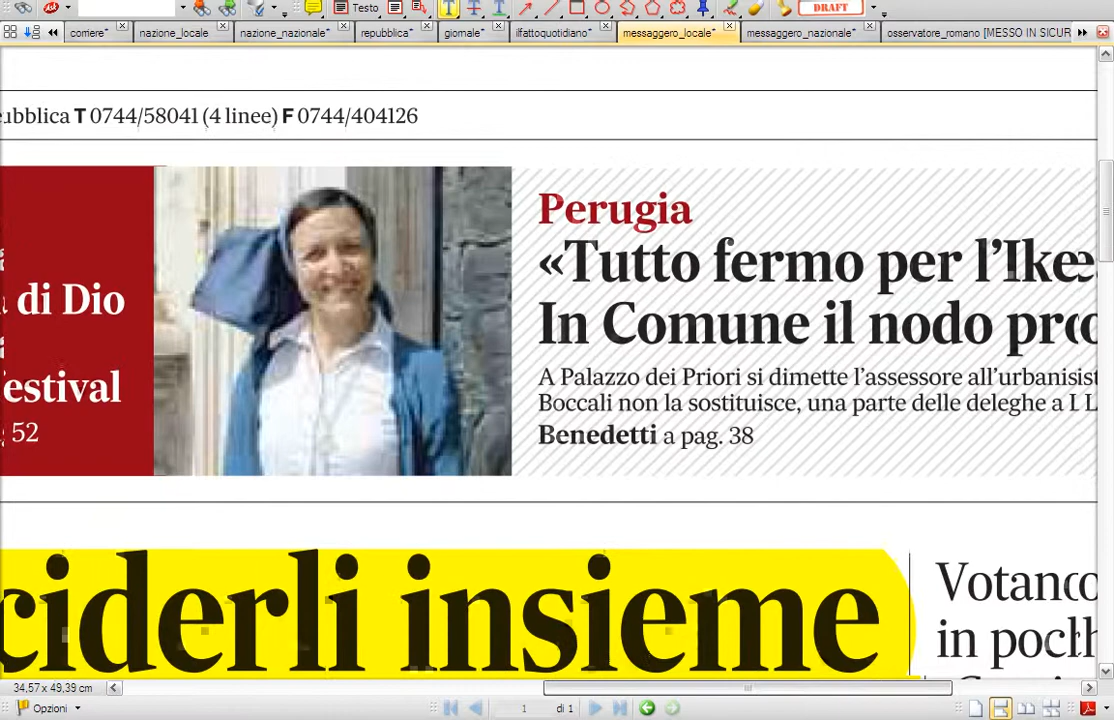 Testo
DRAFT
corriere*
nazione_locale
nazione_nazionale*
repubblica*
giornale*
ilfattoquotidiano*
messaggero_locale*
messaggero_nazionale*
osservatore_romano [MESSO IN SICUR
ubblica T 0744/58041 (4 linee) F 0744/404126
di Dio
estival
52
Perugia
«Tutto fermo per l'Ike
In Comune il nodo pro
A Palazzo dei Priori si dimette l'assessore all'urbanisist
Boccali non la sostituisce, una parte delle deleghe a L L
Benedetti a pag. 38
ciderli insieme
Votanco
in poch
34,57 x 49,39 cm
Opzioni
1
di 1